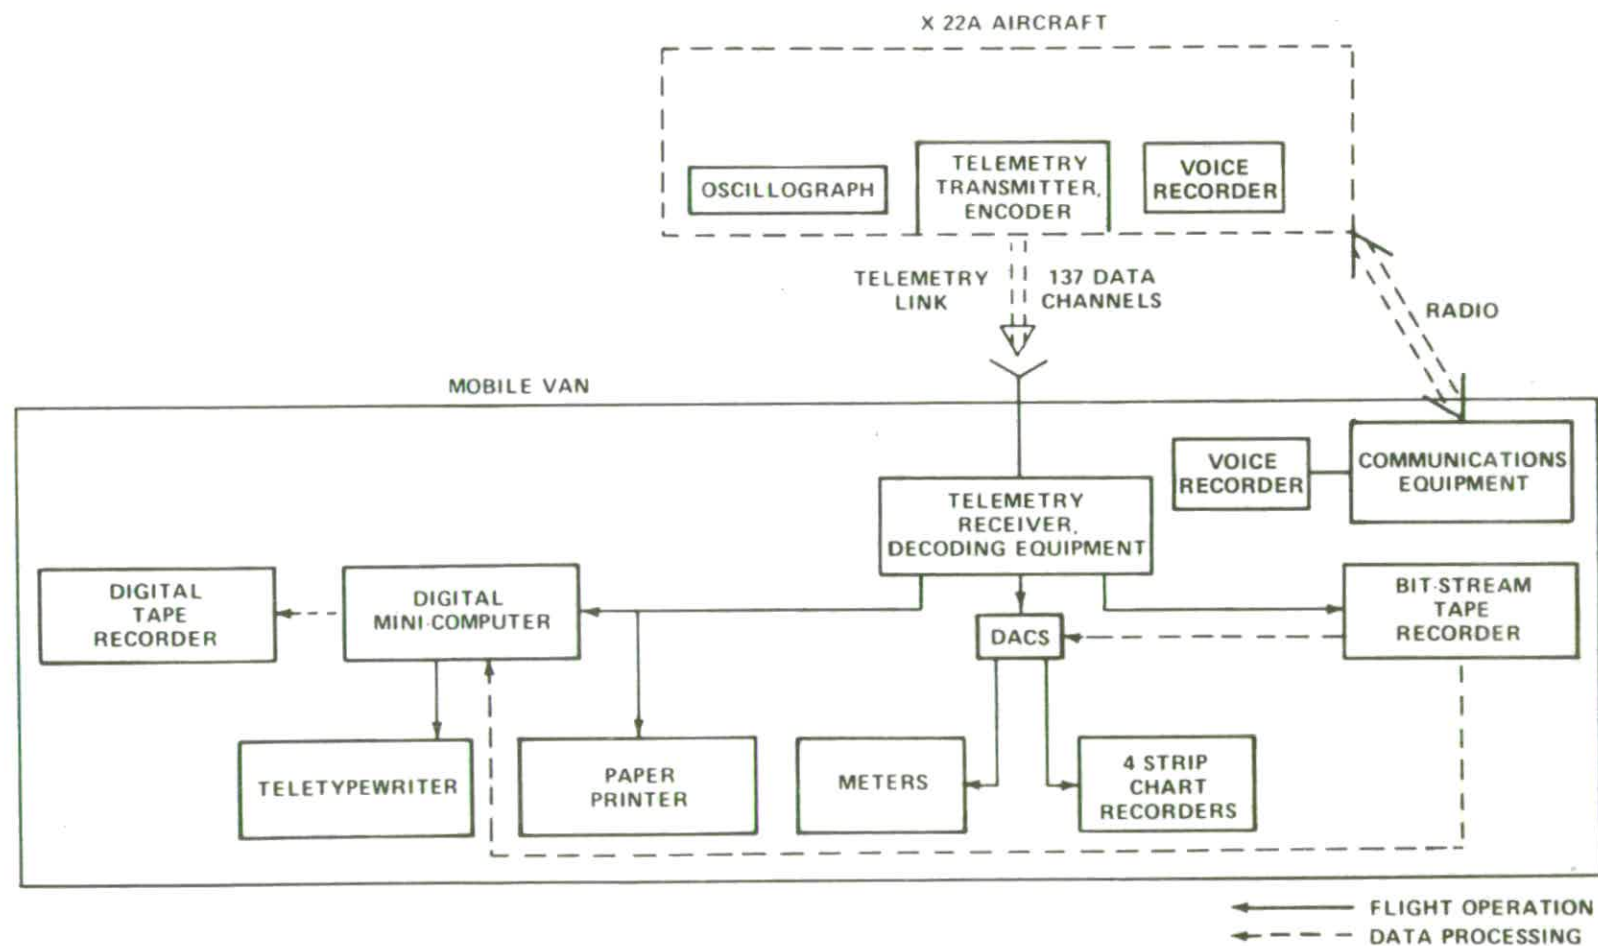 X 22A AIRCRAFT
OSCILLOGRAPH
TELEMETRY
TRANSMITTER,
ENCODER
VOICE
RECORDER
TELEMETRY
LINK
137 DATA
CHANNELS
RADIO
MOBILE VAN
VOICE
RECORDER
COMMUNICATIONS
EQUIPMENT
TELEMETRY
RECEIVER,
DECODING EQUIPMENT
DIGITAL
TAPE
RECORDER
DIGITAL
MINI-COMPUTER
DACS
BIT-STREAM
TAPE
RECORDER
TELETYPEWRITER
PAPER
PRINTER
METERS
4 STRIP
CHART
RECORDERS
FLIGHT OPERATION
DATA PROCESSING